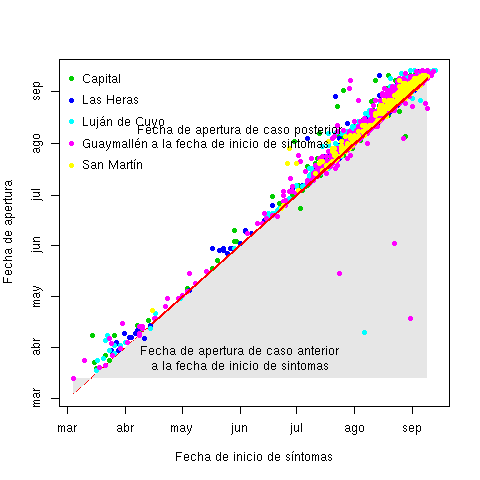 Capital
Las Heras
Luján de Cuyo
Fecha de apertura de caso posterior
Guaymallén
a la fecha de inicio de sintomas
San Martín
Fecha de apertura de caso anterior
a la fecha de inicio de sintomas
Fecha de apertura
sep
ago
jul
jun
may
abr
mar
mar abr may jun jul ago sep
Fecha de inicio de síntomas